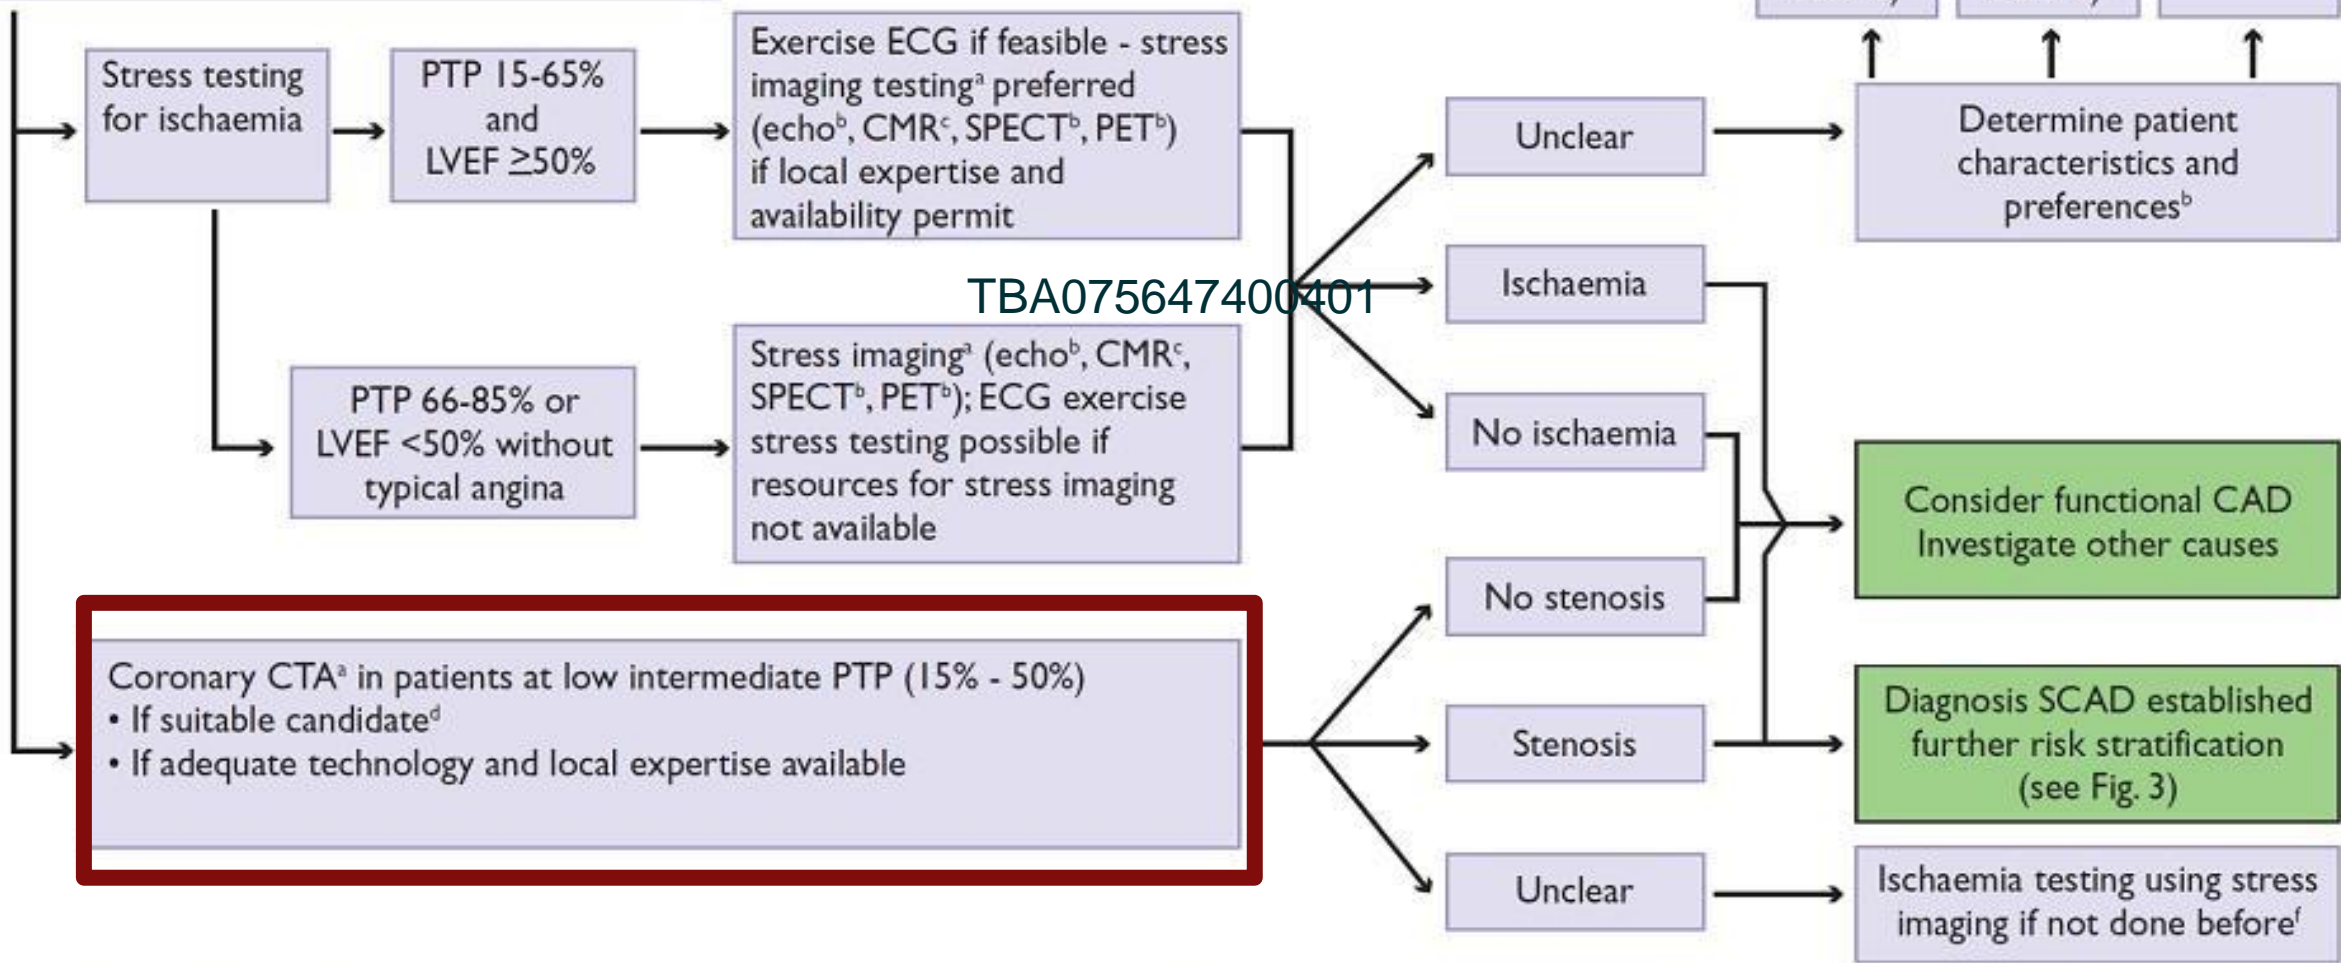 Stress testing
for ischaemia
PTP 15-65%
and
LVEF ≥50%
Exercise ECG if feasible - stress
imaging testingᵃ preferred
(echoᵇ, CMRᶜ, SPECTᵇ, PETᵇ)
if local expertise and
availability permit
Unclear
Determine patient
characteristics and
preferencesᵇ
TBA075647400401
Ischaemia
PTP 66-85% or
LVEF <50% without
typical angina
Stress imagingᵃ (echoᵇ, CMRᶜ,
SPECTᵇ, PETᵇ); ECG exercise
stress testing possible if
resources for stress imaging
not available
No ischaemia
Consider functional CAD
Investigate other causes
No stenosis
Coronary CTAᵃ in patients at low intermediate PTP (15% - 50%)
• If suitable candidateᵈ
• If adequate technology and local expertise available
Stenosis
Diagnosis SCAD established
further risk stratification
(see Fig. 3)
Unclear
Ischaemia testing using stress
imaging if not done beforeᶠ